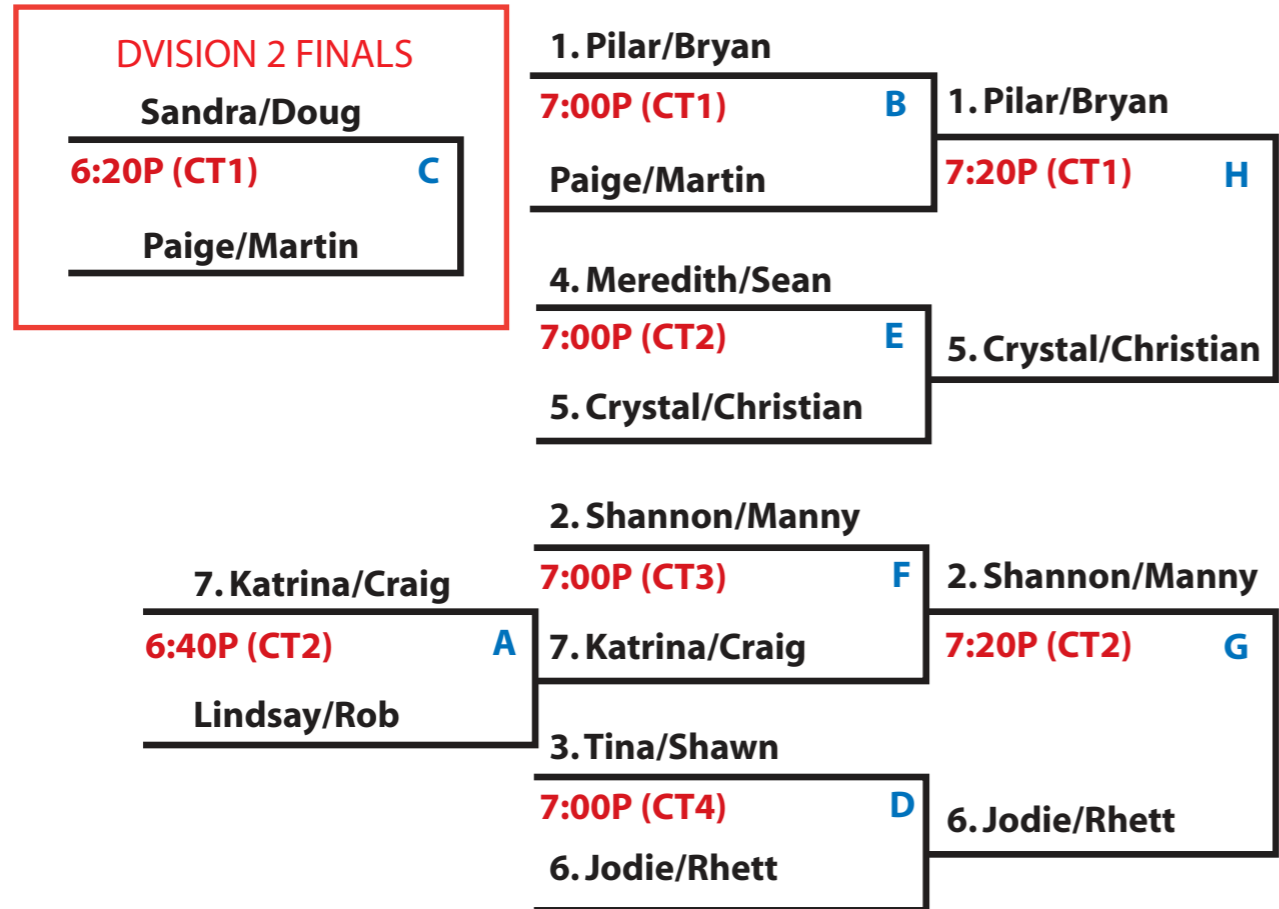 DVISION 2 FINALS
Sandra/Doug
6:20P (CT1) C
Paige/Martin
1. Pilar/Bryan
7:00P (CT1) B
Paige/Martin
1. Pilar/Bryan
7:20P (CT1) H
4. Meredith/Sean
7:00P (CT2) E
5. Crystal/Christian
5. Crystal/Christian
2. Shannon/Manny
7. Katrina/Craig
7:00P (CT3) F
2. Shannon/Manny
6:40P (CT2) A
7. Katrina/Craig
7:20P (CT2) G
Lindsay/Rob
3. Tina/Shawn
7:00P (CT4) D
6. Jodie/Rhett
6. Jodie/Rhett